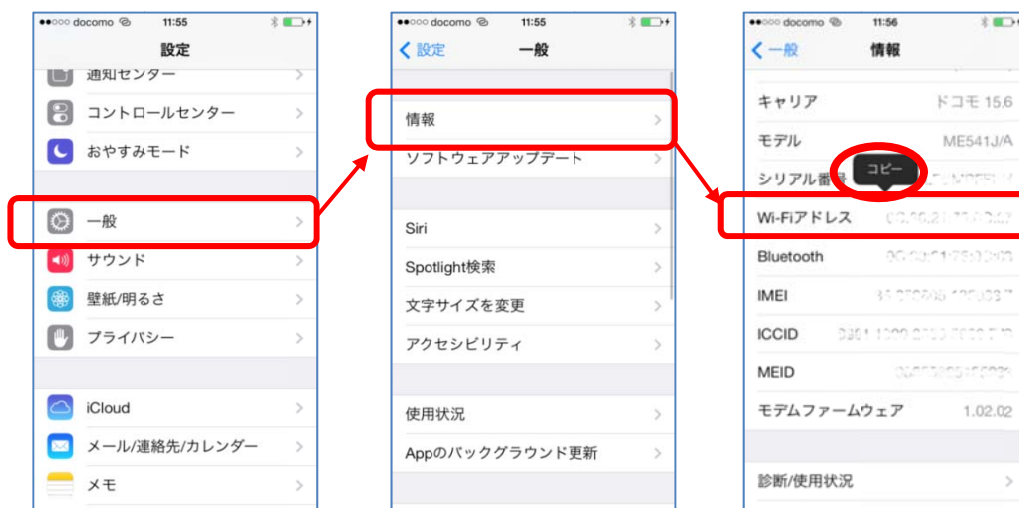 docomo 11:55
設定
通知センター
コントロールセンター
おやすみモード
一般
サウンド
壁紙/明るさ
プライバシー
iCloud
メール/連絡先/カレンダー
メモ
docomo 11:55
設定 一般
情報
ソフトウェアアップデート
Siri
Spotlight検索
文字サイズを変更
アクセシビリティ
使用状況
Appのバックグラウンド更新
docomo 11:56
一般 情報
キャリア ドコモ 15.6
モデル ME541J/A
シリアル番号
コピー
Wi-Fiアドレス
Bluetooth
IMEI
ICCID
MEID
モデムファームウェア 1.02.02
診断/使用状況